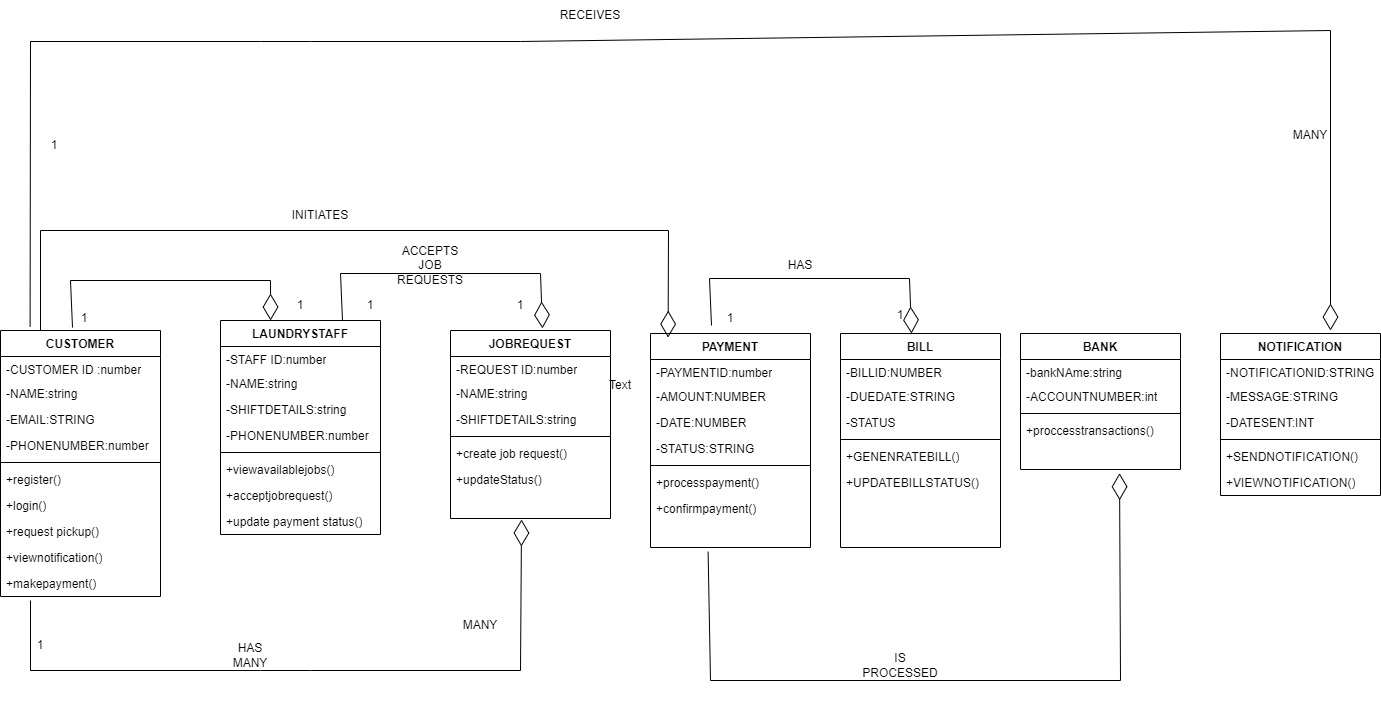 RECEIVES
1
MANY
INITIATES
ACCEPTS
JOB
REQUESTS
HAS
1
1
1
1
1
1
CUSTOMER
-CUSTOMER ID :number
-NAME:string
-EMAIL:STRING
-PHONENUMBER:number
+register()
+login()
+request pickup()
+viewnotification()
+makepayment()
LAUNDRYSTAFF
-STAFF ID:number
-NAME:string
-SHIFTDETAILS:string
-PHONENUMBER:number
+viewavailablejobs()
+acceptjobrequest()
+update payment status()
JOBREQUEST
-REQUEST ID:number
-NAME:string
-SHIFTDETAILS:string
+create job request()
+updateStatus()
Text
PAYMENT
-PAYMENTID:number
-AMOUNT:NUMBER
-DATE:NUMBER
-STATUS:STRING
+processpayment()
+confirmpayment()
BILL
-BILLID:NUMBER
-DUEDATE:STRING
-STATUS
+GENENRATEBILL()
+UPDATEBILLSTATUS()
BANK
-bankNAme:string
-ACCOUNTNUMBER:int
+proccesstransactions()
NOTIFICATION
-NOTIFICATIONID:STRING
-MESSAGE:STRING
-DATESENT:INT
+SENDNOTIFICATION()
+VIEWNOTIFICATION()
1
HAS
MANY
MANY
IS
PROCESSED